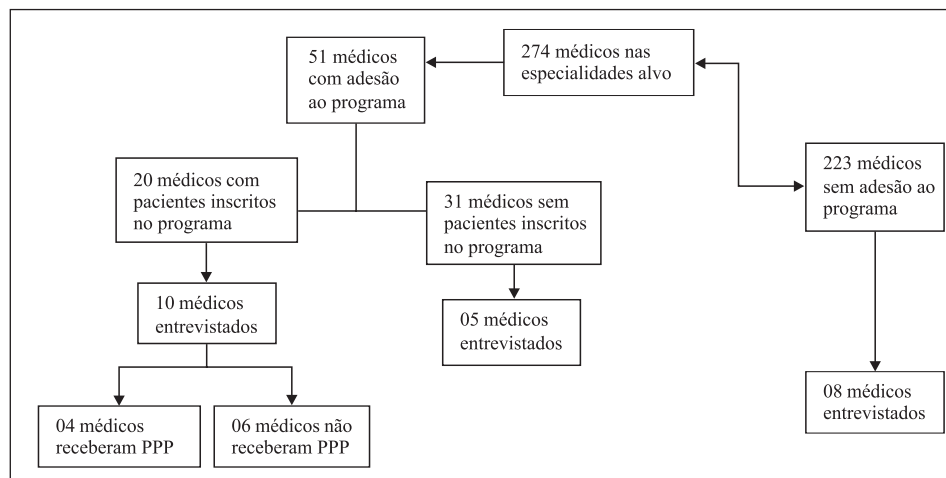 274 médicos nas
especialidades alvo
51 médicos
com adesão
ao programa
223 médicos
sem adesão ao
programa
20 médicos com
pacientes inscritos
no programa
31 médicos sem
pacientes inscritos
no programa
10 médicos
entrevistados
05 médicos
entrevistados
08 médicos
entrevistados
04 médicos
receberam PPP
06 médicos não
receberam PPP